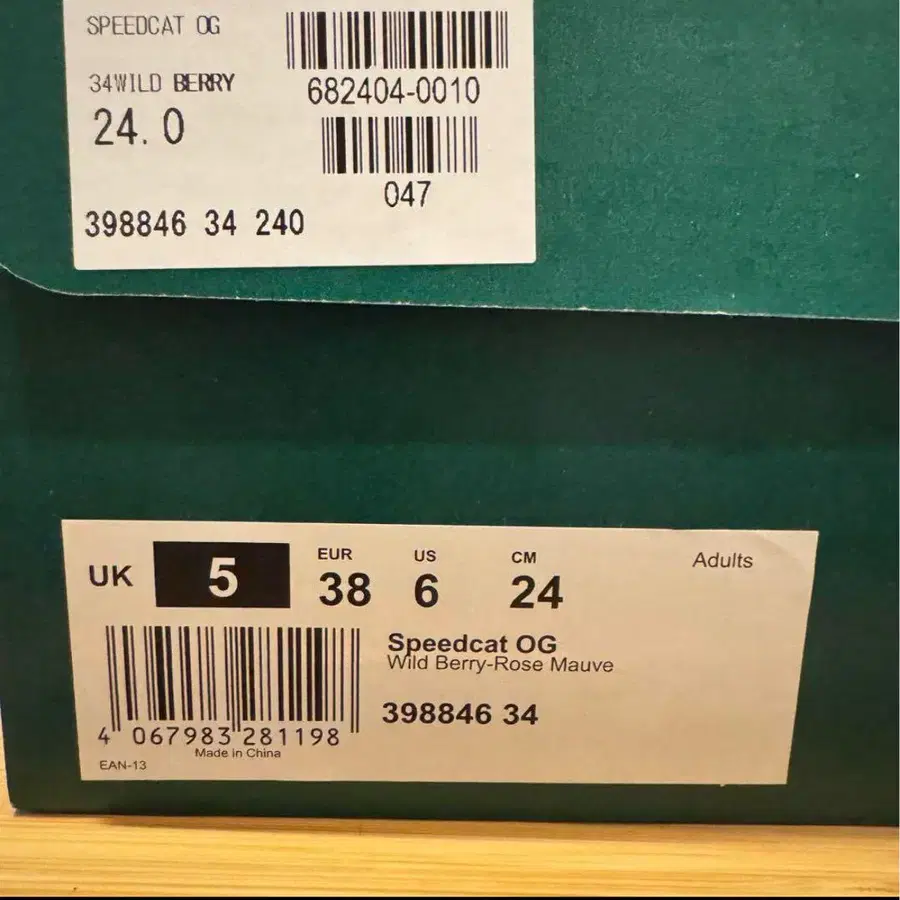 SPEEDCAT OG
34WILD BERRY
24.0
682404-0010
047
398846 34 240
UK 5
EUR 38
US 6
CM 24
Adults
Speedcat OG
Wild Berry-Rose Mauve
398846 34
4 067983 281198
Made in China
EAN-13